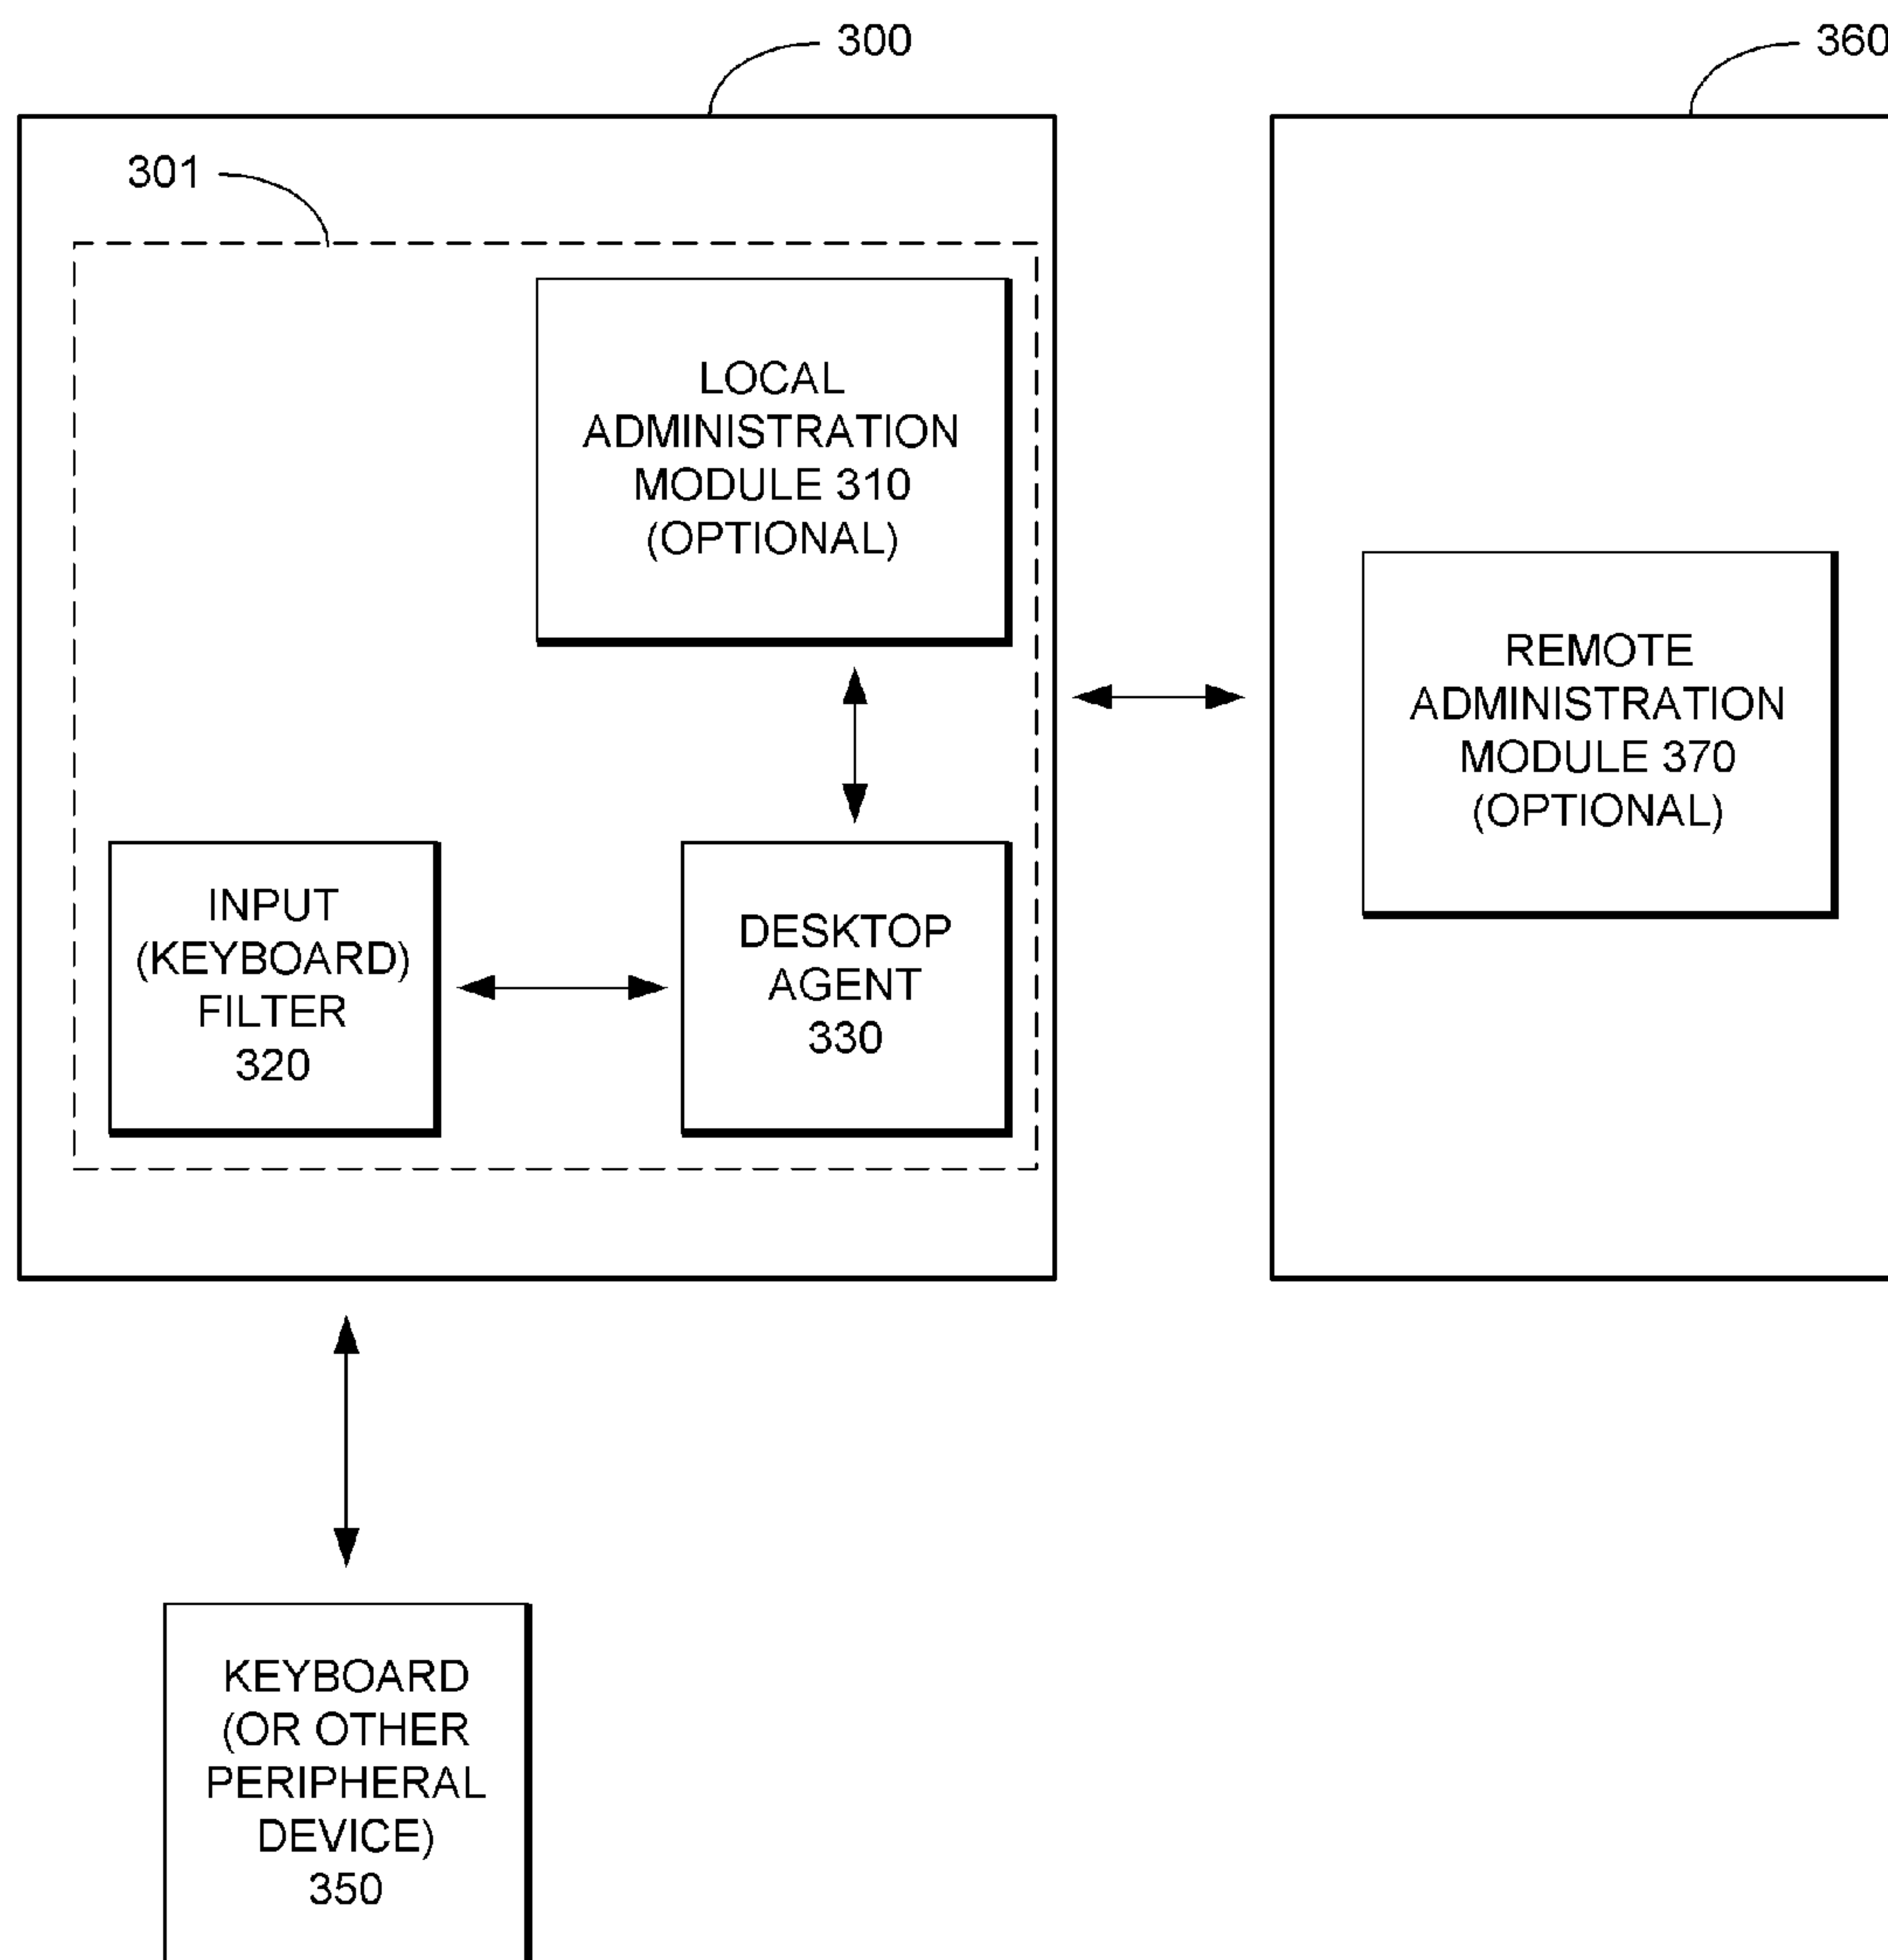 300
360
301
LOCAL
ADMINISTRATION
MODULE 310
(OPTIONAL)
REMOTE
ADMINISTRATION
MODULE 370
(OPTIONAL)
INPUT
(KEYBOARD)
FILTER
320
DESKTOP
AGENT
330
KEYBOARD
(OR OTHER
PERIPHERAL
DEVICE)
350